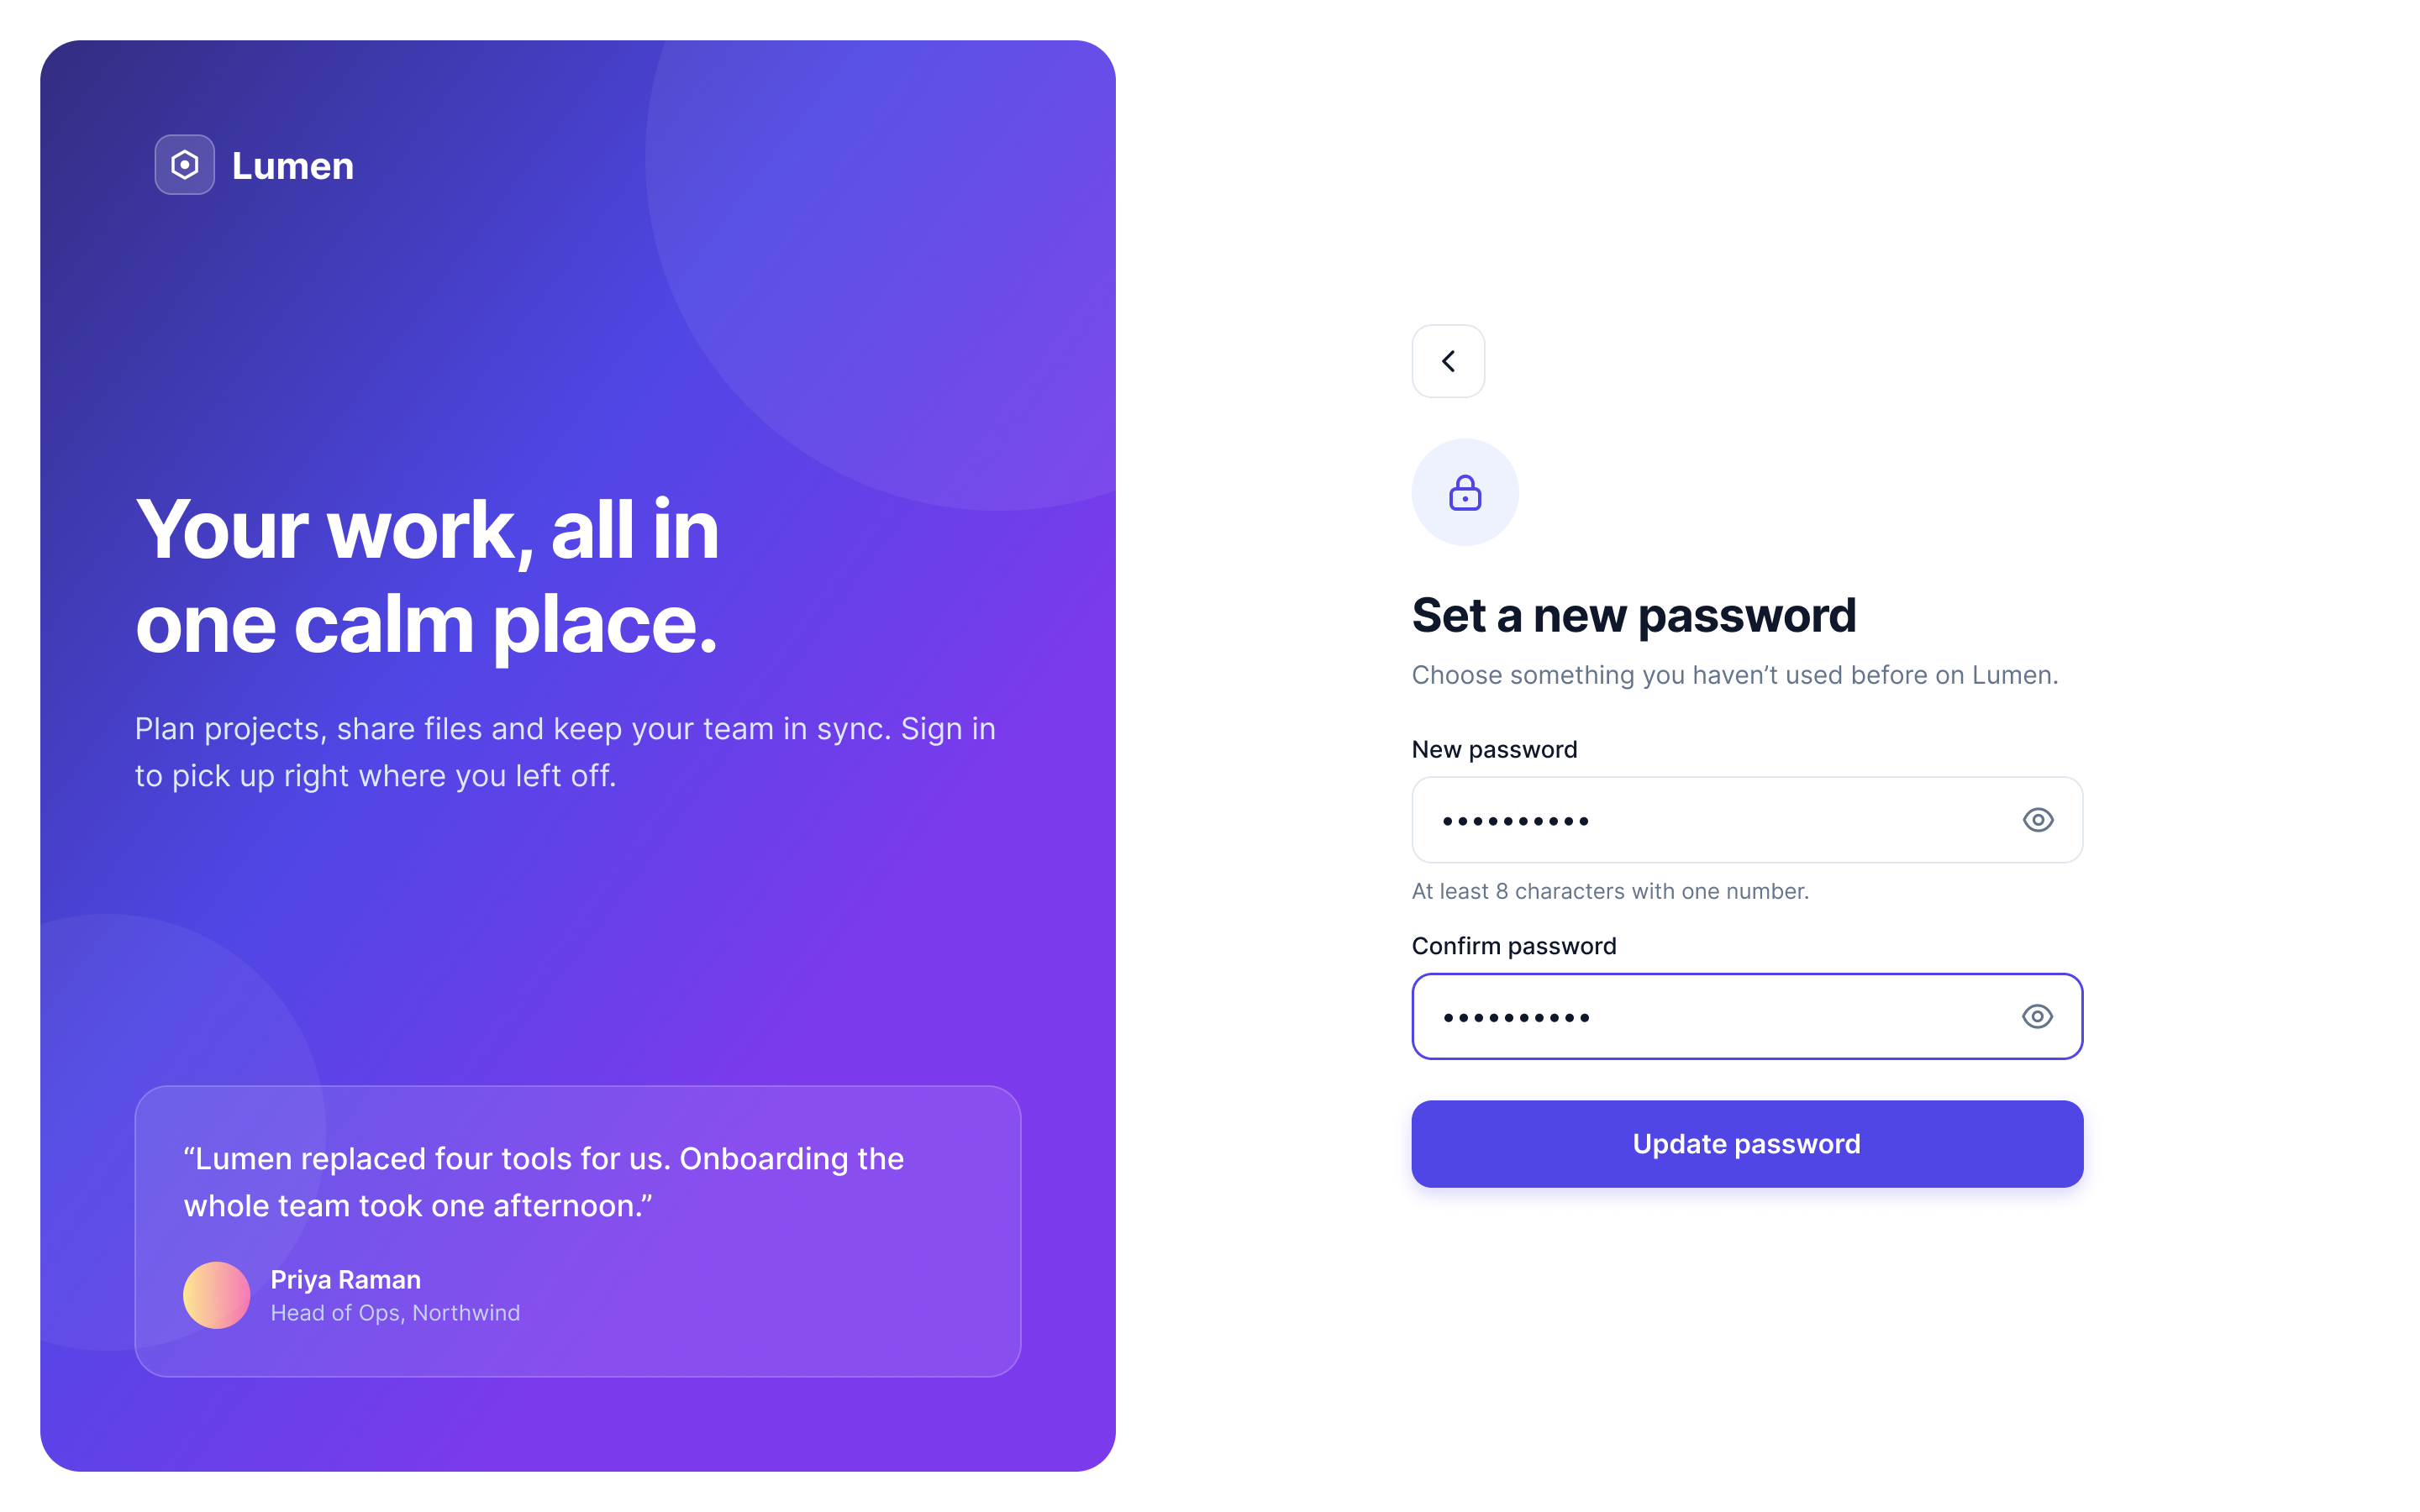 Lumen
Your work, all in
one calm place.
Plan projects, share files and keep your team in sync. Sign in
to pick up right where you left off.
“Lumen replaced four tools for us. Onboarding the
whole team took one afternoon.”
Priya Raman
Head of Ops, Northwind
Set a new password
Choose something you haven’t used before on Lumen.
New password
••••••••••
At least 8 characters with one number.
Confirm password
••••••••••
Update password